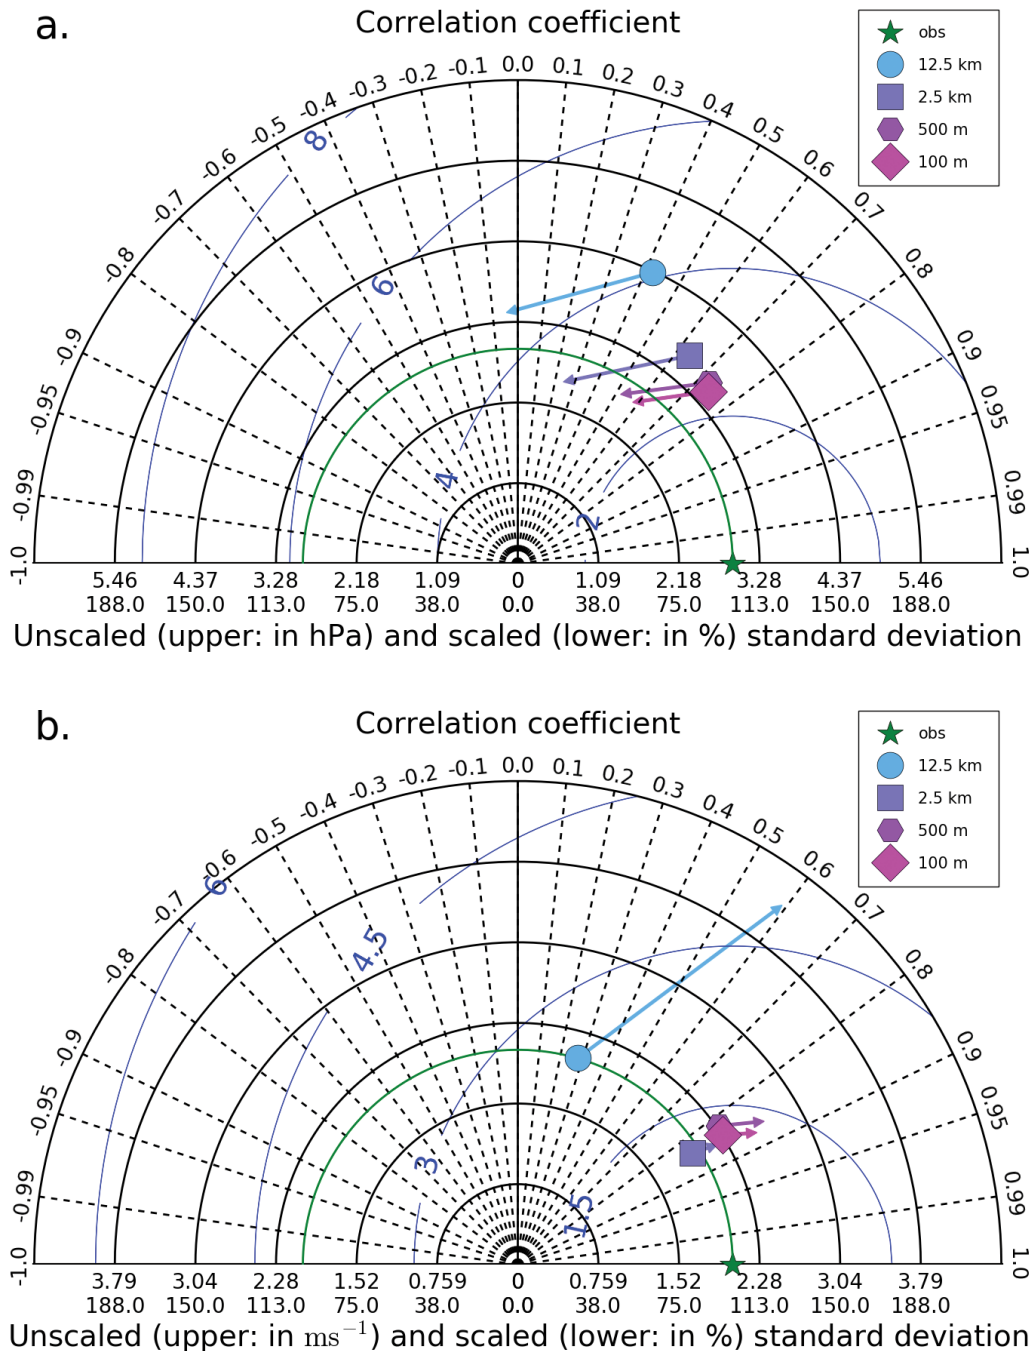 a.
Correlation coefficient
obs
12.5 km
2.5 km
500 m
100 m
-1.0 -0.99 -0.95 -0.9 -0.8 -0.7 -0.6 -0.5 -0.4 -0.3 -0.2 -0.1 0.0 0.1 0.2 0.3 0.4 0.5 0.6 0.7 0.8 0.9 0.95 0.99 1.0
8
6
4
2
5.46 4.37 3.28 2.18 1.09 0 1.09 2.18 3.28 4.37 5.46
188.0 150.0 113.0 75.0 38.0 0.0 38.0 75.0 113.0 150.0 188.0
Unscaled (upper: in hPa) and scaled (lower: in %) standard deviation
b.
Correlation coefficient
obs
12.5 km
2.5 km
500 m
100 m
-1.0 -0.99 -0.95 -0.9 -0.8 -0.7 -0.6 -0.5 -0.4 -0.3 -0.2 -0.1 0.0 0.1 0.2 0.3 0.4 0.5 0.6 0.7 0.8 0.9 0.95 0.99 1.0
6
4.5
3
1.5
3.79 3.04 2.28 1.52 0.759 0 0.759 1.52 2.28 3.04 3.79
188.0 150.0 113.0 75.0 38.0 0.0 38.0 75.0 113.0 150.0 188.0
Unscaled (upper: in ms⁻¹) and scaled (lower: in %) standard deviation